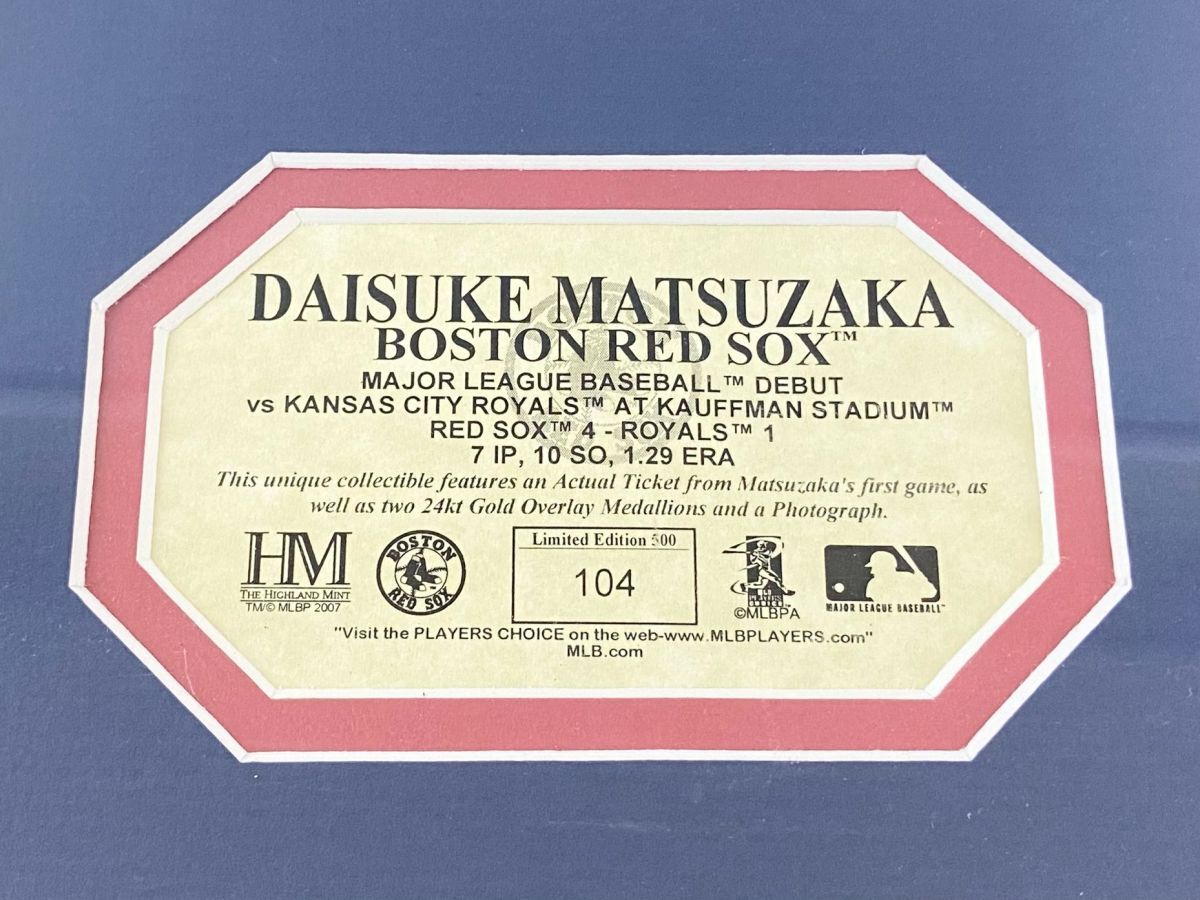 DAISUKE MATSUZAKA
BOSTON RED SOX™
MAJOR LEAGUE BASEBALL™ DEBUT
vs KANSAS CITY ROYALS™ AT KAUFFMAN STADIUM™
RED SOX™ 4 - ROYALS™ 1
7 IP, 10 SO, 1.29 ERA
This unique collectible features an Actual Ticket from Matsuzaka's first game, as
well as two 24kt Gold Overlay Medallions and a Photograph.
HM
THE HIGHLAND MINT
TM/© MLBP 2007
BOSTON
RED SOX
Limited Edition 500
104
©MLBPA
MAJOR LEAGUE BASEBALL™
"Visit the PLAYERS CHOICE on the web-www.MLBPLAYERS.com"
MLB.com